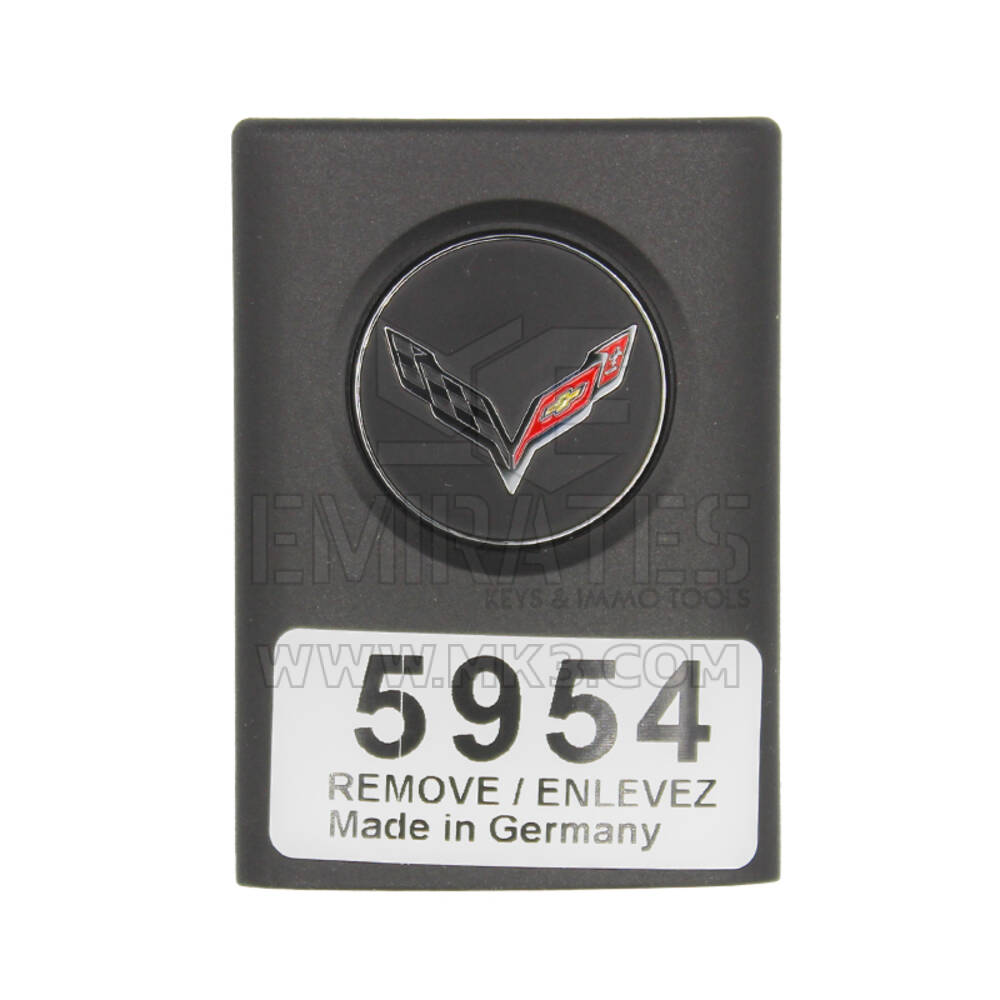 EMIRATES
KEYS & IMMO TOOLS
WWW.MK3.COM
5954
REMOVE / ENLEVEZ
Made in Germany